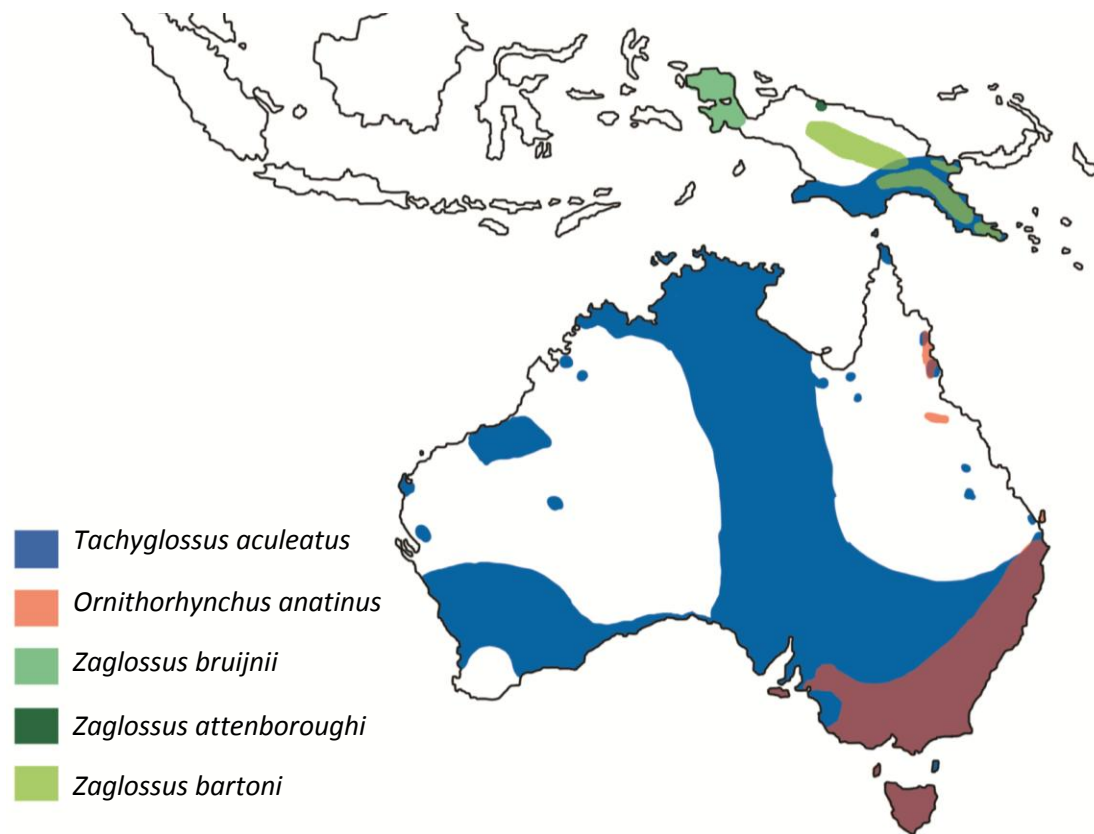 Tachyglossus aculeatus
Ornithorhynchus anatinus
Zaglossus bruijnii
Zaglossus attenboroughi
Zaglossus bartoni